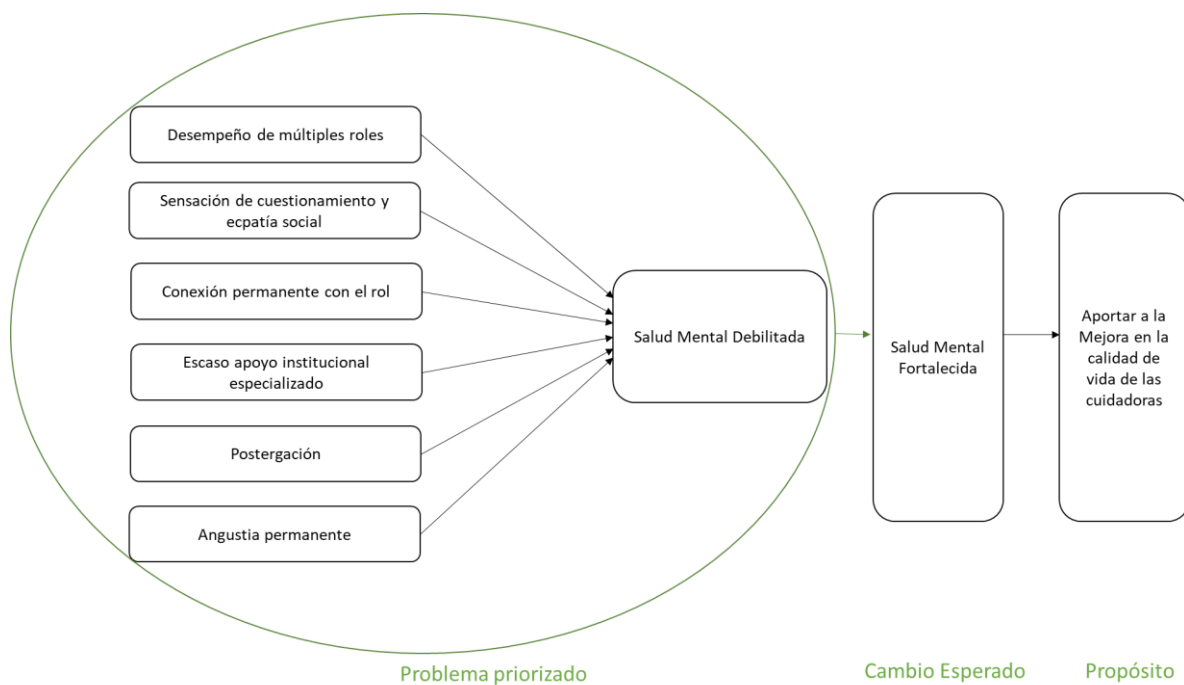 Desempeño de múltiples roles
Sensación de cuestionamiento y
ecpatía social
Conexión permanente con el rol
Escaso apoyo institucional
especializado
Postergación
Angustia permanente
Salud Mental Debilitada
Salud Mental
Fortalecida
Aportar a la
Mejora en la
calidad de
vida de las
cuidadoras
Problema priorizado
Cambio Esperado
Propósito